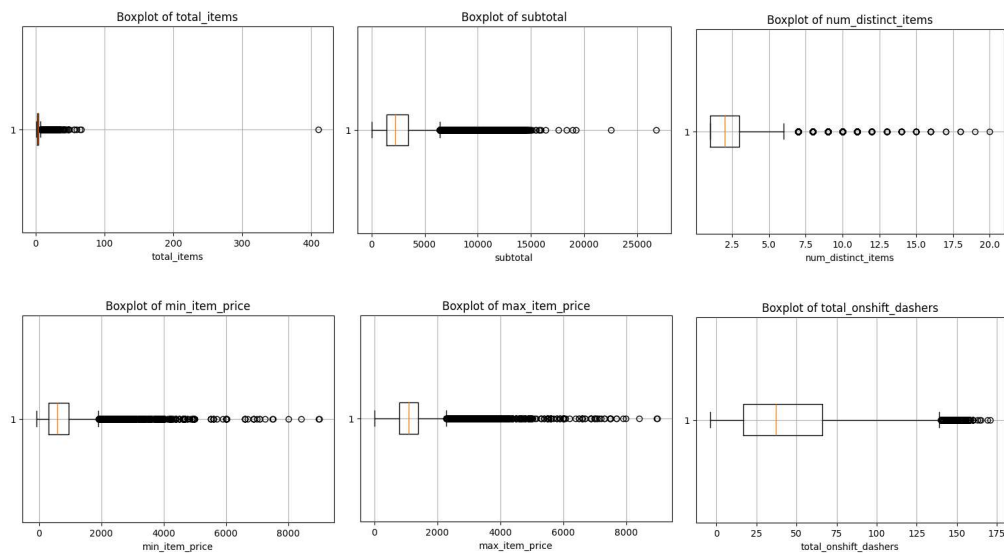 Boxplot of total_items
1
0 100 200 300 400
total_items
Boxplot of subtotal
1
0 5000 10000 15000 20000 25000
subtotal
Boxplot of num_distinct_items
1
2.5 5.0 7.5 10.0 12.5 15.0 17.5 20.0
num_distinct_items
Boxplot of min_item_price
1
0 2000 4000 6000 8000
min_item_price
Boxplot of max_item_price
1
0 2000 4000 6000 8000
max_item_price
Boxplot of total_onshift_dashers
1
0 25 50 75 100 125 150 175
total_onshift_dashers